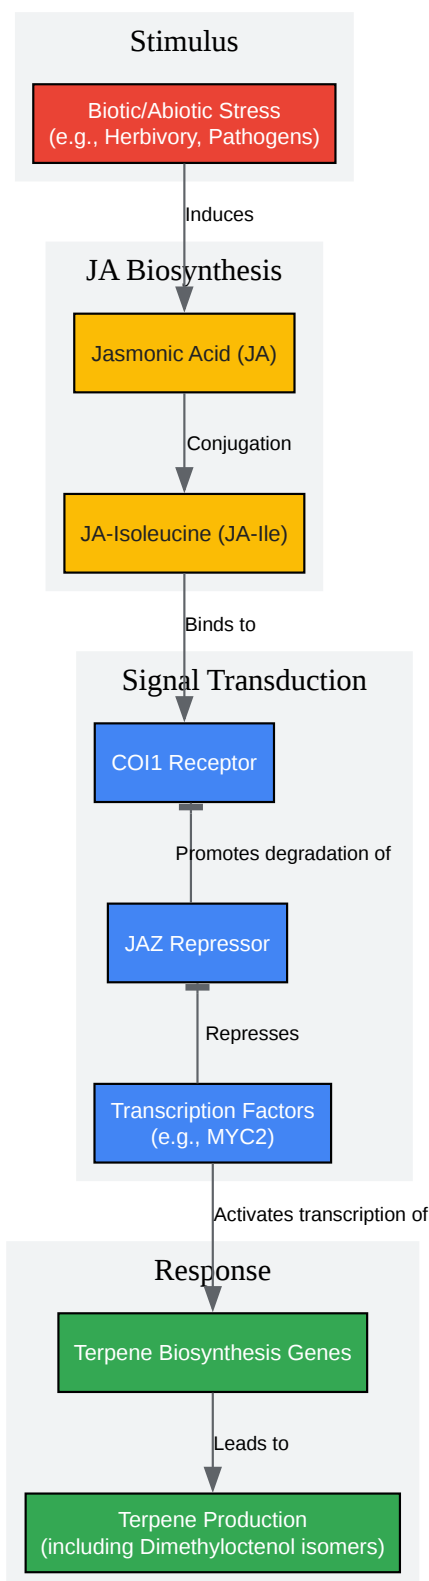 Stimulus
Biotic/Abiotic Stress
(e.g., Herbivory, Pathogens)
Induces
JA Biosynthesis
Jasmonic Acid (JA)
Conjugation
JA-Isoleucine (JA-Ile)
Binds to
Signal Transduction
COI1 Receptor
Promotes degradation of
JAZ Repressor
Represses
Transcription Factors
(e.g., MYC2)
Activates transcription of
Response
Terpene Biosynthesis Genes
Leads to
Terpene Production
(including Dimethyloctenol isomers)